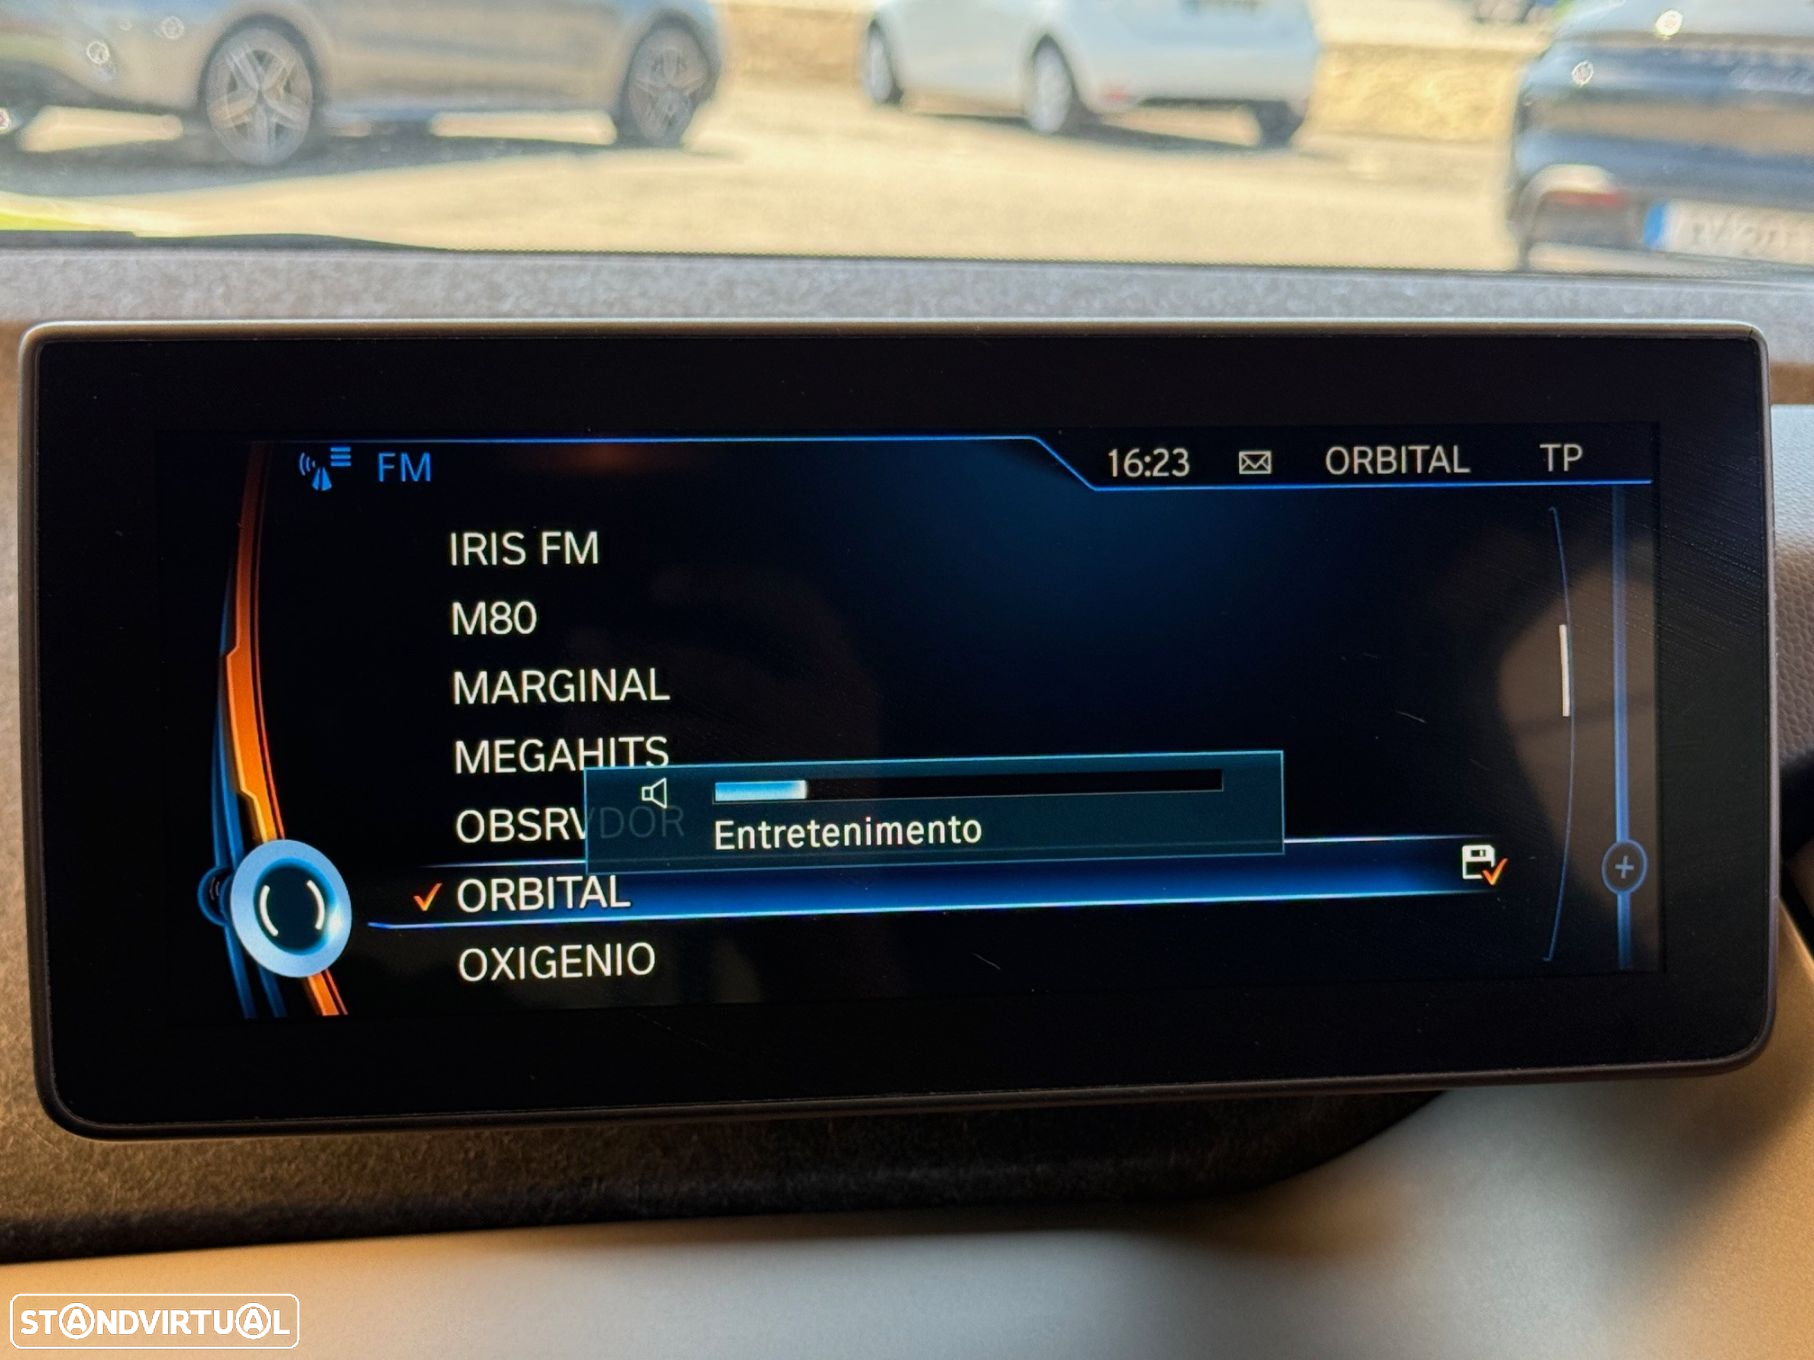 FM
16:23 ORBITAL TP
IRIS FM
M80
MARGINAL
MEGAHITS
OBSRVDOR
Entretenimento
ORBITAL
OXIGENIO
STANDVIRTUAL